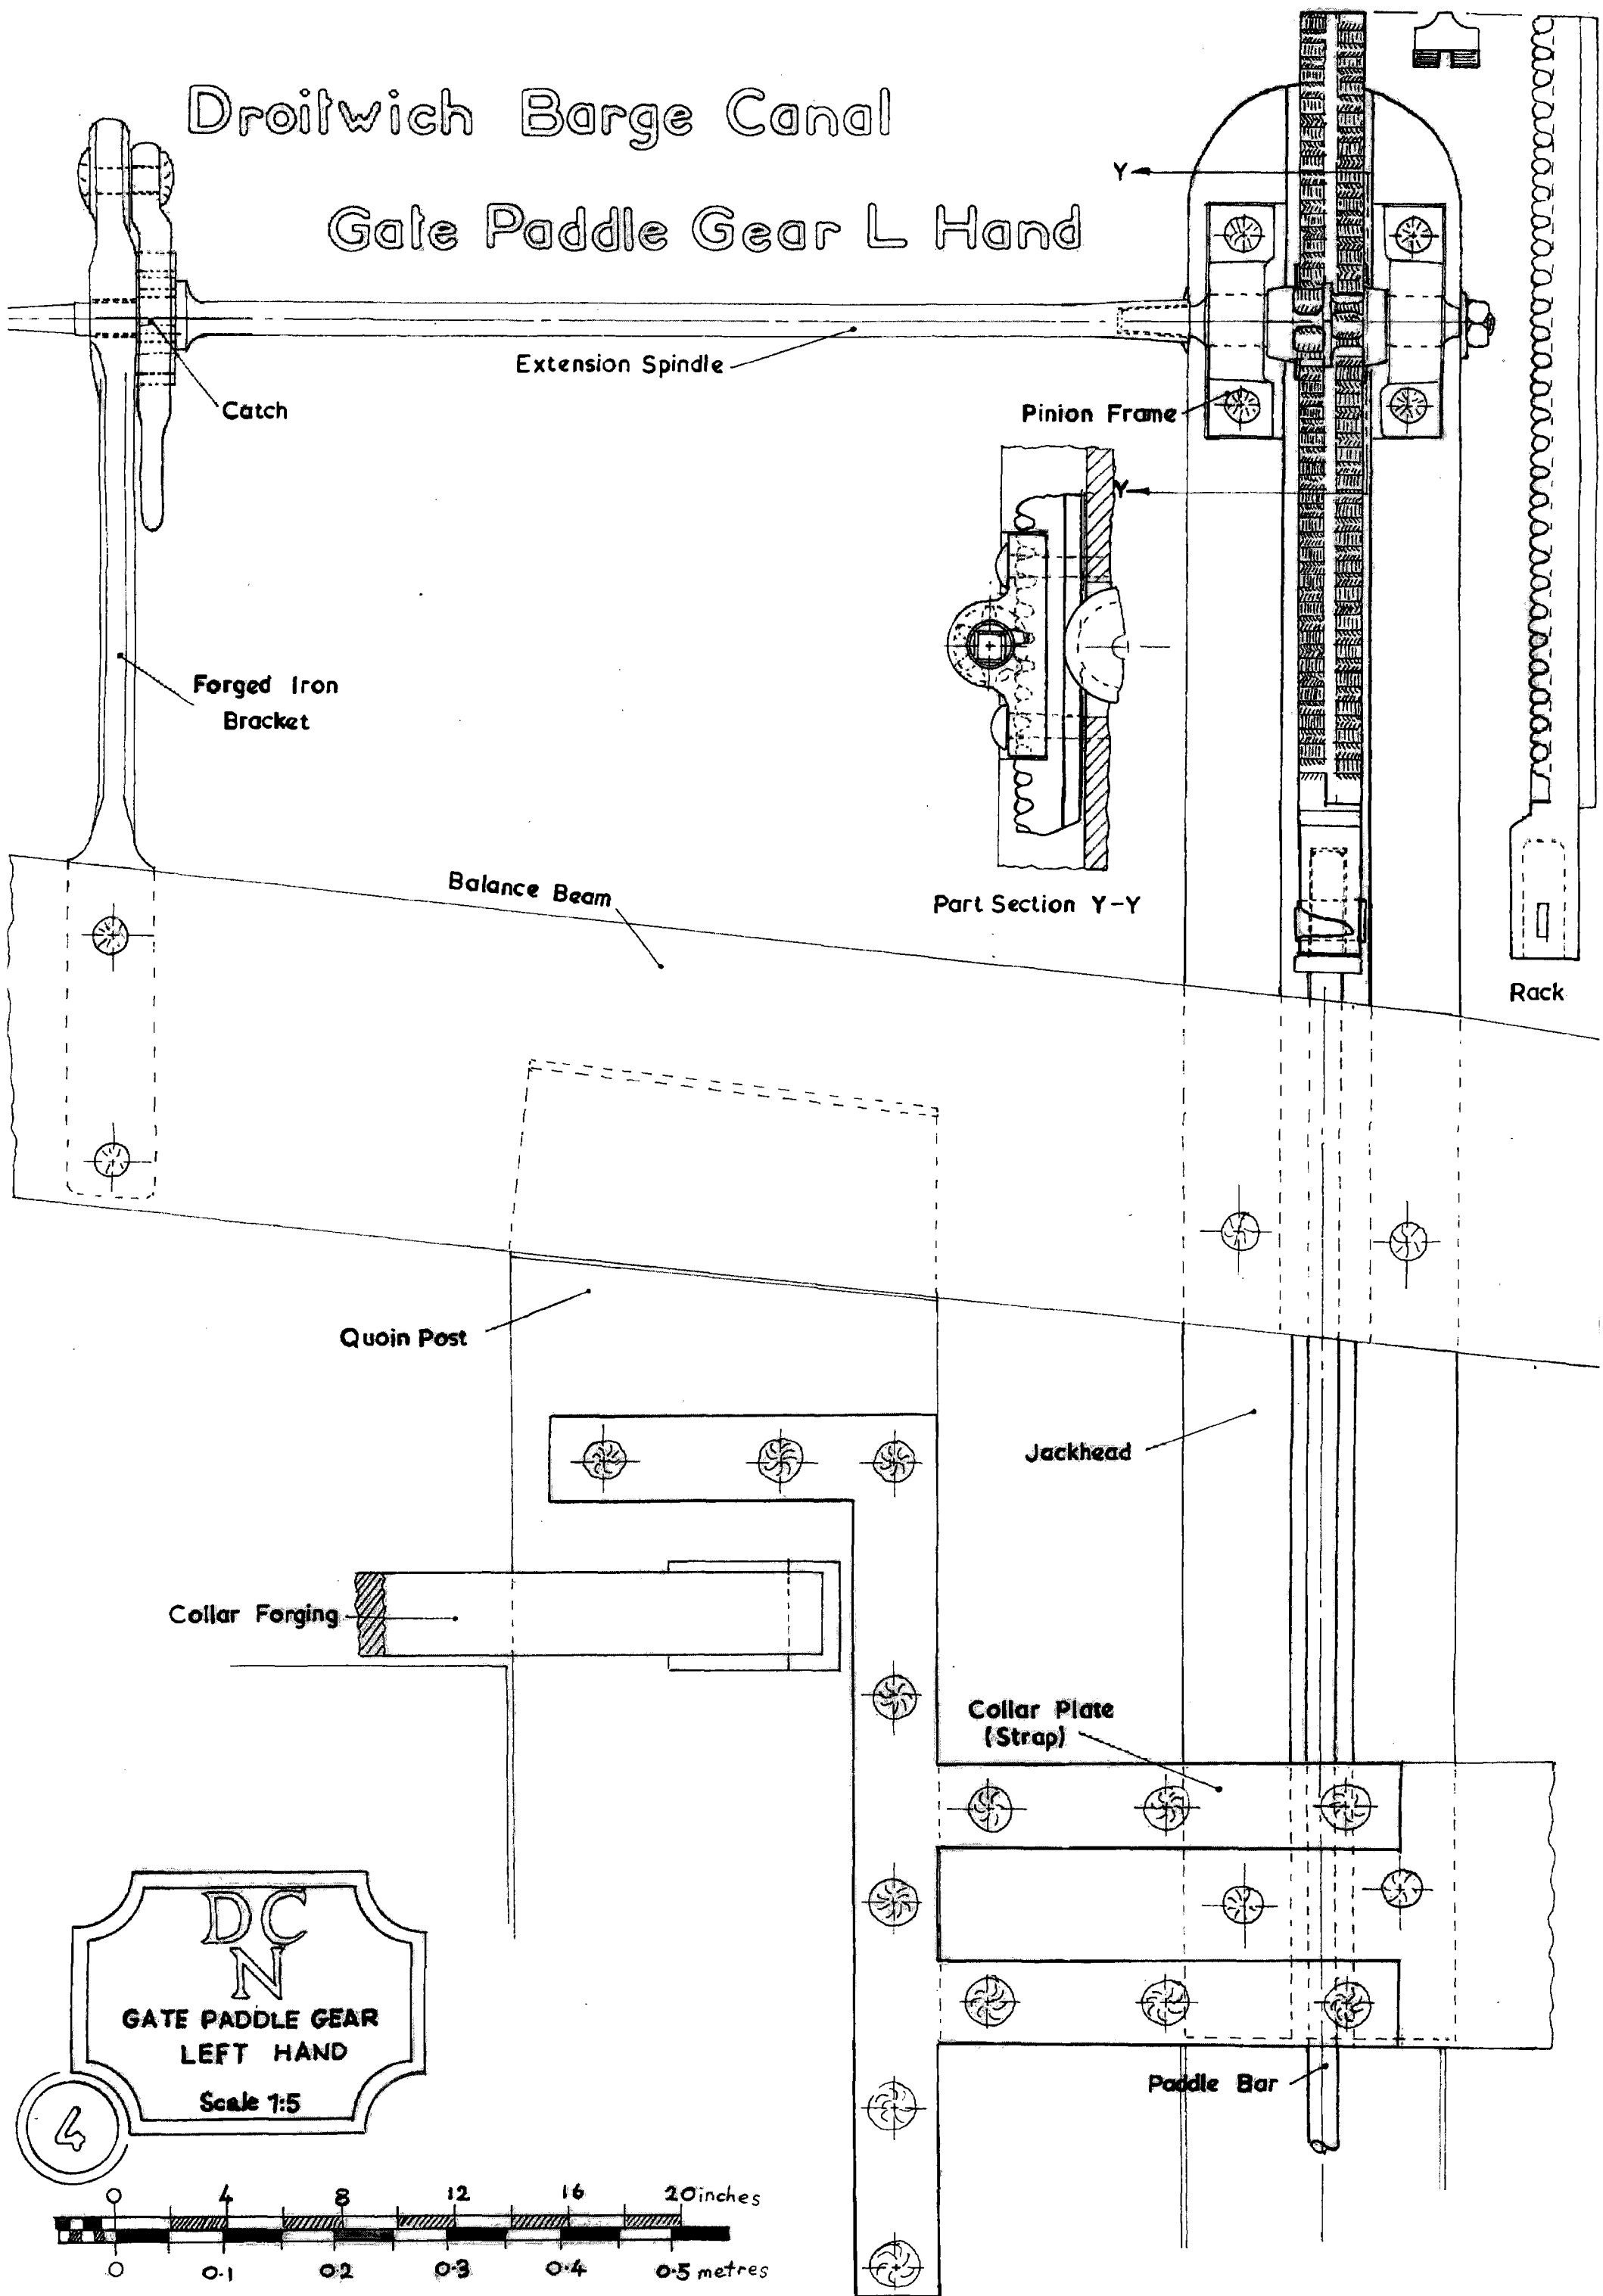 Droitwich Barge Canal
Gate Paddle Gear L Hand
Y
Extension Spindle
Catch
Pinion Frame
Y
Forged Iron
Bracket
Balance Beam
Part Section Y-Y
Rack
Quoin Post
Jackhead
Collar Forging
Collar Plate
(Strap)
DC
N
GATE PADDLE GEAR
LEFT HAND
Scale 1:5
Paddle Bar
4
0 4 8 12 16 20 inches
0 0·1 0·2 0·3 0·4 0·5 metres